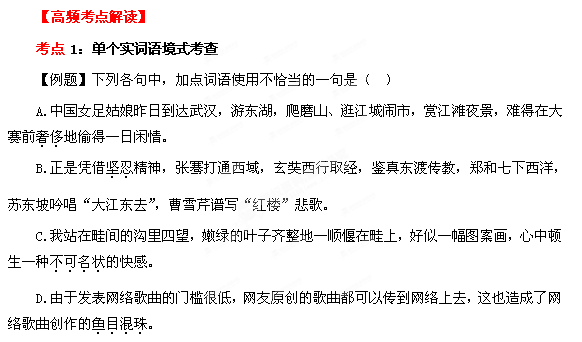 【高频考点解读】
考点 1：单个实词语境式考查
【例题】下列各句中，加点词语使用不恰当的一句是（　）
A.中国女足姑娘昨日到达武汉，游东湖，爬磨山、逛江城闹市，赏江滩夜景，难得在大
赛前奢侈地偷得一日闲情。
B.正是凭借坚忍精神，张骞打通西域，玄奘西行取经，鉴真东渡传教，郑和七下西洋，
苏东坡吟唱“大江东去”，曹雪芹谱写“红楼”悲歌。
C.我站在畦间的沟里四望，嫩绿的叶子齐整地一顺偃在畦上，好似一幅图案画，心中顿
生一种不可名状的快感。
D.由于发表网络歌曲的门槛很低，网友原创的歌曲都可以传到网络上去，这也造成了网
络歌曲创作的鱼目混珠。